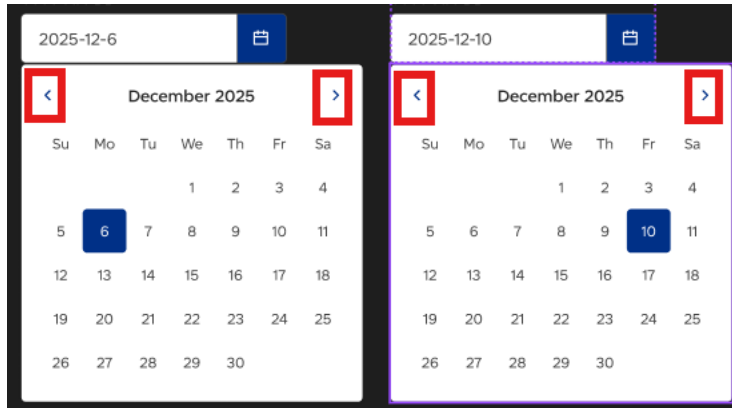 2025-12-6
December 2025
Su Mo Tu We Th Fr Sa
1 2 3 4
5 6 7 8 9 10 11
12 13 14 15 16 17 18
19 20 21 22 23 24 25
26 27 28 29 30
2025-12-10
December 2025
Su Mo Tu We Th Fr Sa
1 2 3 4
5 6 7 8 9 10 11
12 13 14 15 16 17 18
19 20 21 22 23 24 25
26 27 28 29 30